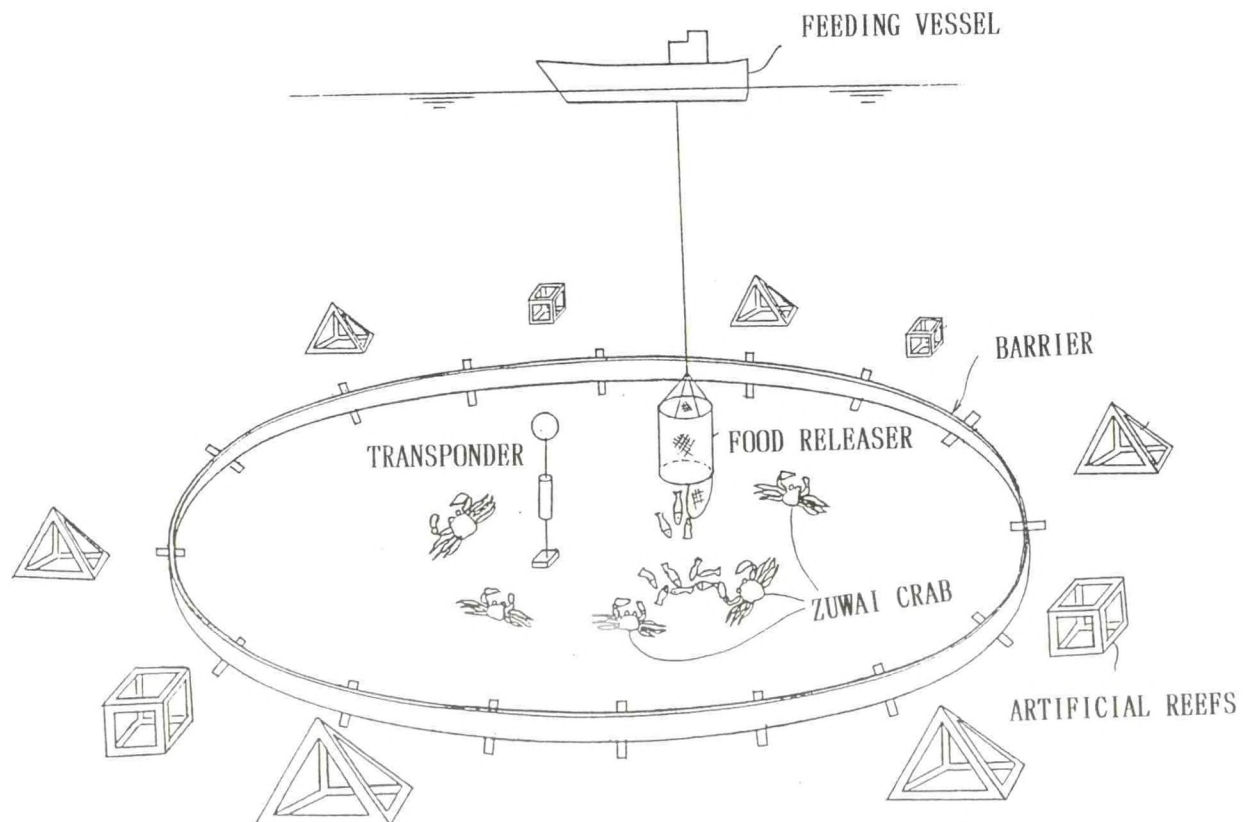 FEEDING VESSEL
BARRIER
TRANSPONDER
FOOD RELEASER
ZUWAI CRAB
ARTIFICIAL REEFS